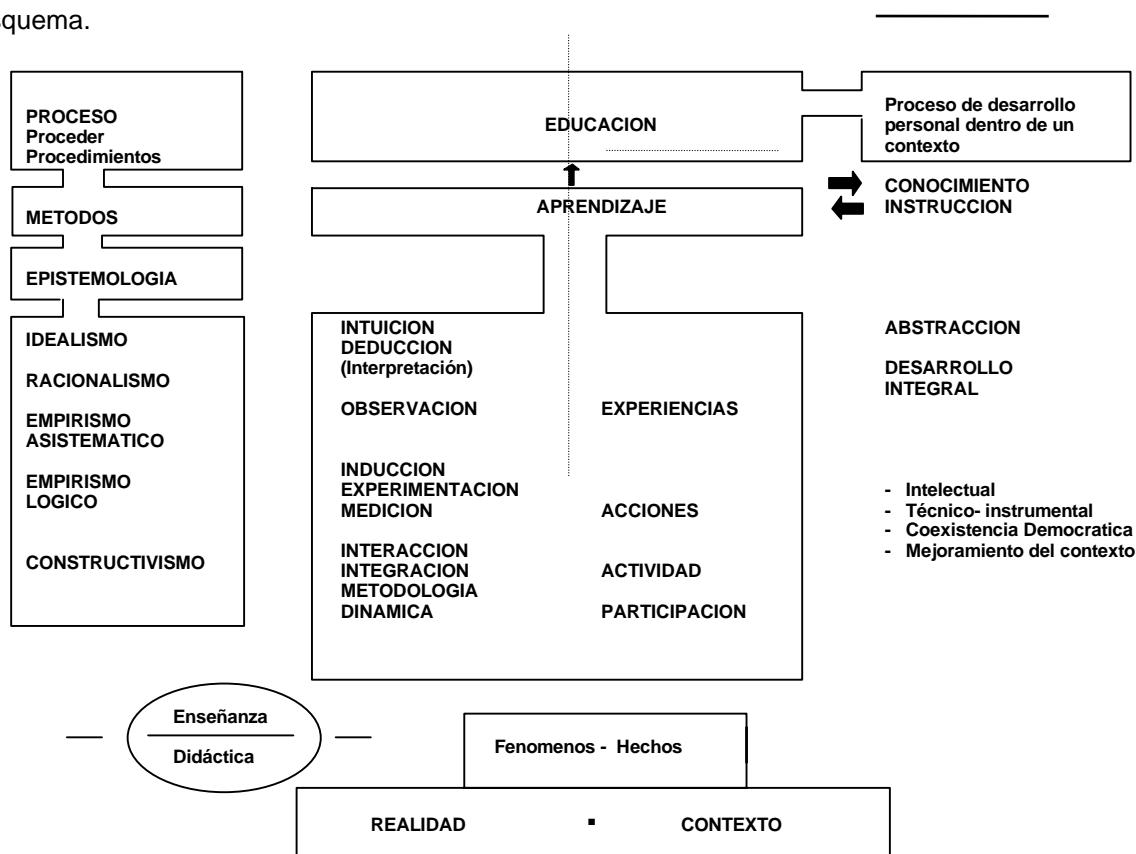 squema.
PROCESO
Proceder
Procedimientos
METODOS
EPISTEMOLOGIA
IDEALISMO
RACIONALISMO
EMPIRISMO
ASISTEMATICO
EMPIRISMO
LOGICO
CONSTRUCTIVISMO
EDUCACION
APRENDIZAJE
INTUICION
DEDUCCION
(Interpretación)
OBSERVACION
INDUCCION
EXPERIMENTACION
MEDICION
INTERACCION
INTEGRACION
METODOLOGIA
DINAMICA
EXPERIENCIAS
ACCIONES
ACTIVIDAD
PARTICIPACION
Proceso de desarrollo
personal dentro de un
contexto
CONOCIMIENTO
INSTRUCCION
ABSTRACCION
DESARROLLO
INTEGRAL
- Intelectual
- Técnico- instrumental
- Coexistencia Democratica
- Mejoramiento del contexto
Enseñanza
Didáctica
Fenomenos - Hechos
REALIDAD ▪ CONTEXTO